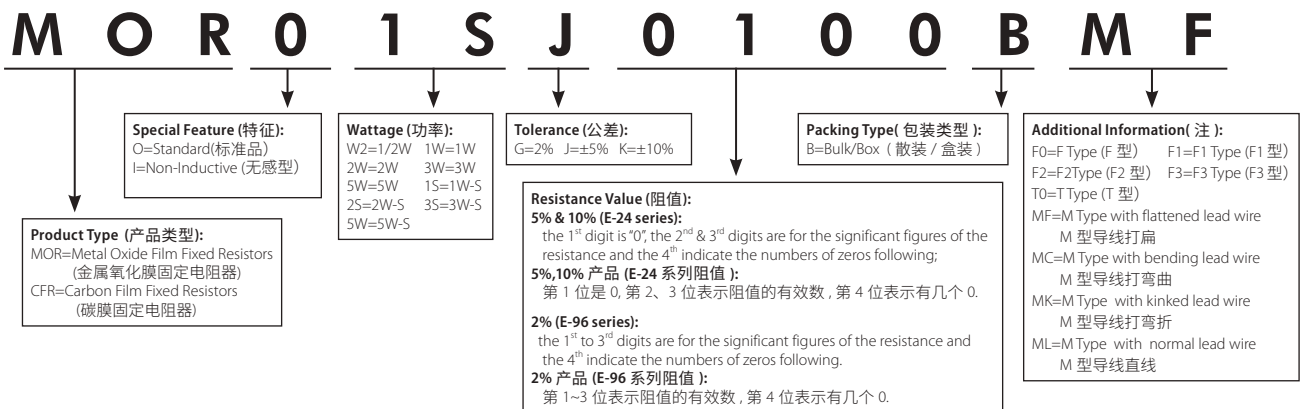 MOR01SJ0100BMF
Special Feature (特征):
O=Standard(标准品)
I=Non-Inductive (无感型)
Wattage (功率):
W2=1/2W 1W=1W
2W=2W 3W=3W
5W=5W 1S=1W-S
2S=2W-S 3S=3W-S
5W=5W-S
Tolerance (公差):
G=2% J=±5% K=±10%
Packing Type( 包装类型 ):
B=Bulk/Box ( 散装 / 盒装 )
Additional Information( 注 ):
F0=F Type (F 型) F1=F1 Type (F1 型)
F2=F2Type (F2 型) F3=F3 Type (F3 型)
T0=T Type (T 型)
MF=M Type with flattened lead wire
M 型导线打扁
MC=M Type with bending lead wire
M 型导线打弯曲
MK=M Type with kinked lead wire
M 型导线打弯折
ML=M Type with normal lead wire
M 型导线直线
Product Type (产品类型):
MOR=Metal Oxide Film Fixed Resistors
(金属氧化膜固定电阻器)
CFR=Carbon Film Fixed Resistors
(碳膜固定电阻器)
Resistance Value (阻值):
5% & 10% (E-24 series):
the 1st digit is "0", the 2nd & 3rd digits are for the significant figures of the
resistance and the 4th indicate the numbers of zeros following;
5%,10% 产品 (E-24 系列阻值 ):
第 1 位是 0, 第 2、3 位表示阻值的有效数 , 第 4 位表示有几个 0.
2% (E-96 series):
the 1st to 3rd digits are for the significant figures of the resistance and
the 4th indicate the numbers of zeros following.
2% 产品 (E-96 系列阻值 ):
第 1~3 位表示阻值的有效数 , 第 4 位表示有几个 0.